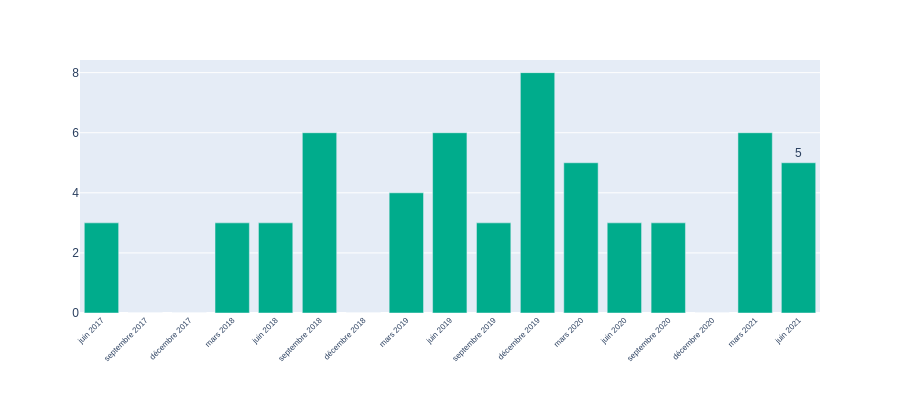 8
6
4
2
0
5
juin 2017
septembre 2017
décembre 2017
mars 2018
juin 2018
septembre 2018
décembre 2018
mars 2019
juin 2019
septembre 2019
décembre 2019
mars 2020
juin 2020
septembre 2020
décembre 2020
mars 2021
juin 2021